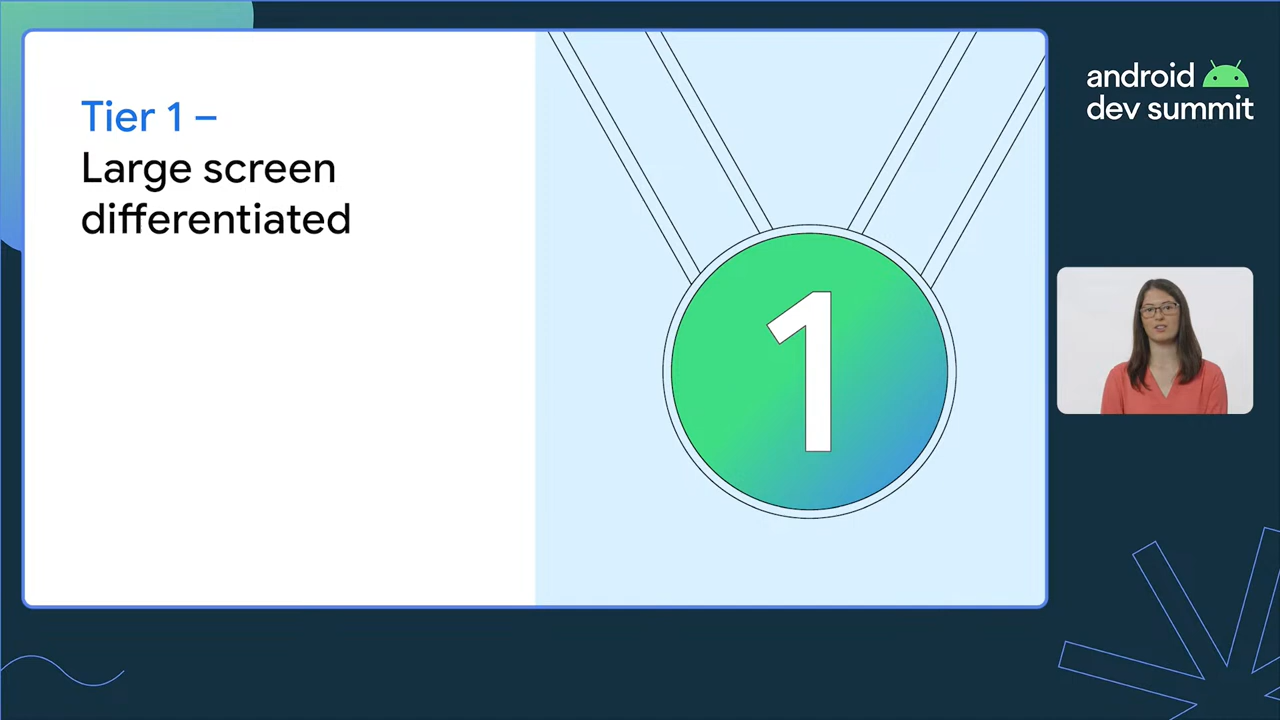 Tier 1 –
Large screen
differentiated
1
android
dev summit